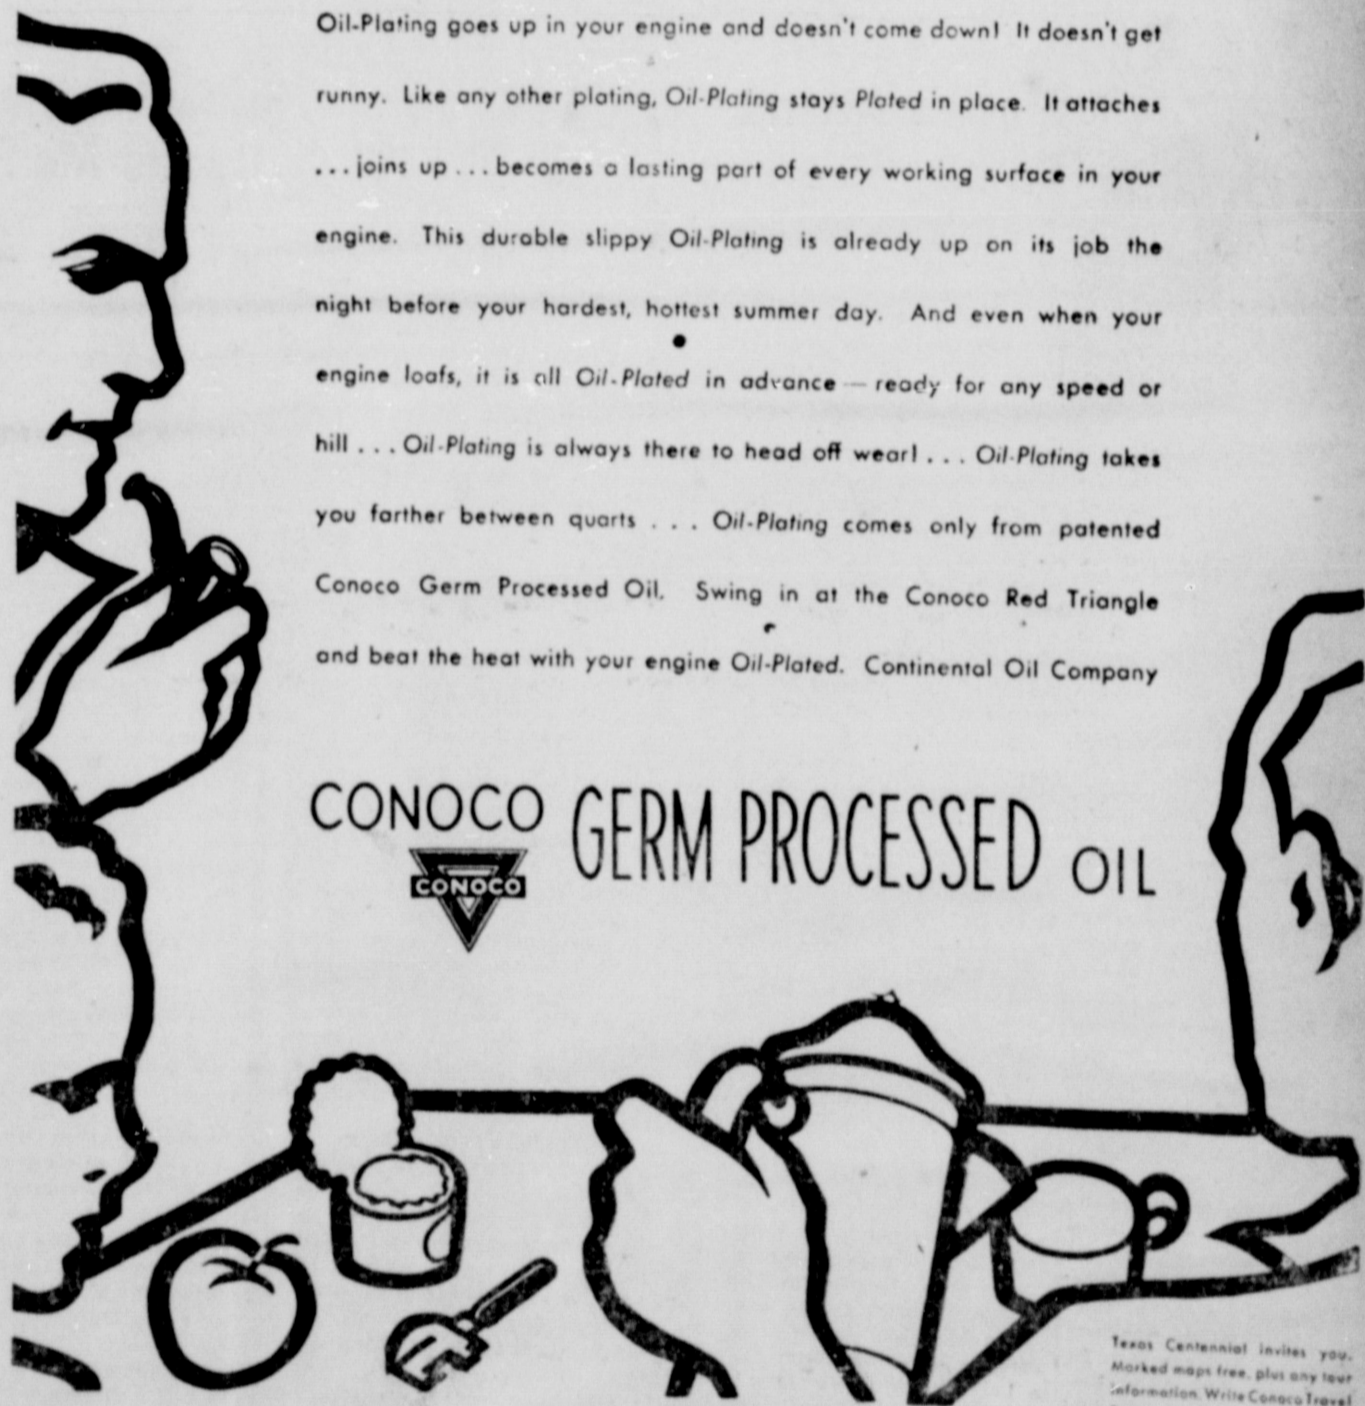 Oil-Plating goes up in your engine and doesn't come down! It doesn't get
runny. Like any other plating, Oil-Plating stays Plated in place. It attaches
...joins up...becomes a lasting part of every working surface in your
engine. This durable slippy Oil-Plating is already up on its job the
night before your hardest, hottest summer day. And even when your
engine loafs, it is all Oil-Plated in advance — ready for any speed or
hill . . . Oil-Plating is always there to head off wear! . . . Oil-Plating takes
you farther between quarts . . . Oil-Plating comes only from patented
Conoco Germ Processed Oil. Swing in at the Conoco Red Triangle
and beat the heat with your engine Oil-Plated. Continental Oil Company
CONOCO GERM PROCESSED OIL
CONOCO
Texas Centennial invites you.
Marked maps free, plus any tour
information. Write Conoco Travel